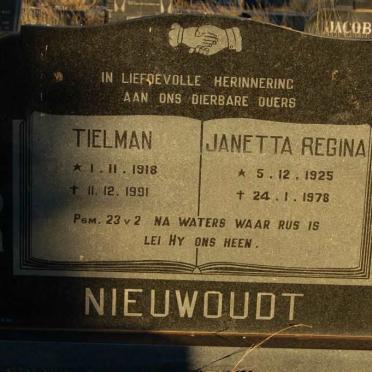 JACOB
IN LIEFDEVOLLE HERINNERING
AAN ONS DIERBARE OUERS
TIELMAN
★ 1.11.1918
† 11.12.1991
JANETTA REGINA
★ 5.12.1925
† 24.1.1978
PSM. 23 v 2 NA WATERS WAAR RUS IS
LEI HY ONS HEEN.
NIEUWOUDT